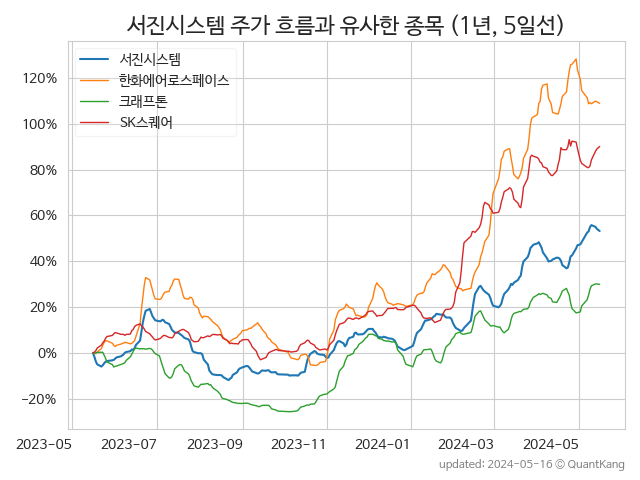 서진시스템 주가 흐름과 유사한 종목 (1년, 5일선)
서진시스템
한화에어로스페이스
크래프톤
SK스퀘어
120%
100%
80%
60%
40%
20%
0%
−20%
2023-05 2023-07 2023-09 2023-11 2024-01 2024-03 2024-05
updated: 2024-05-16 © QuantKang